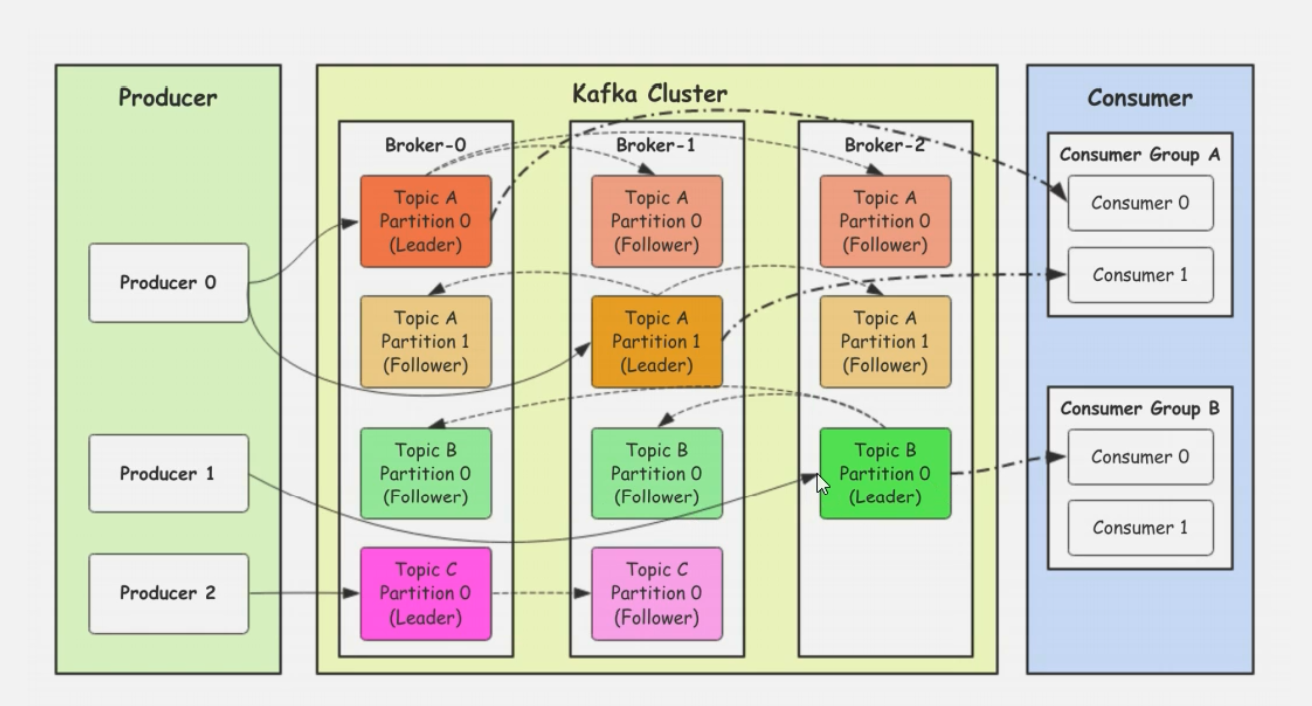 Producer
Producer 0
Producer 1
Producer 2
Kafka Cluster
Broker-0
Topic A
Partition 0
(Leader)
Topic A
Partition 1
(Follower)
Topic B
Partition 0
(Follower)
Topic C
Partition 0
(Leader)
Broker-1
Topic A
Partition 0
(Follower)
Topic A
Partition 1
(Leader)
Topic B
Partition 0
(Follower)
Topic C
Partition 0
(Follower)
Broker-2
Topic A
Partition 0
(Follower)
Topic A
Partition 1
(Follower)
Topic B
Partition 0
(Leader)
Consumer
Consumer Group A
Consumer 0
Consumer 1
Consumer Group B
Consumer 0
Consumer 1